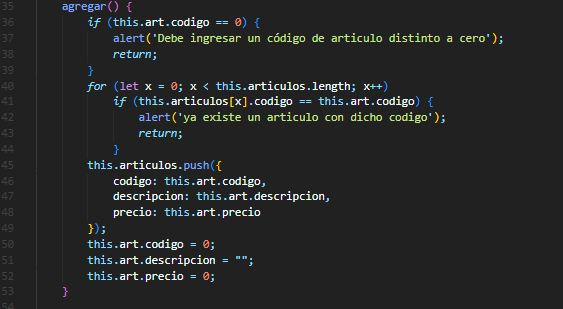 35 agregar() {
36 if (this.art.codigo == 0) {
37 alert('Debe ingresar un código de articulo distinto a cero');
38 return;
39 }
40 for (let x = 0; x < this.articulos.length; x++)
41 if (this.articulos[x].codigo == this.art.codigo) {
42 alert('ya existe un articulo con dicho codigo');
43 return;
44 }
45 this.articulos.push({
46 codigo: this.art.codigo,
47 descripcion: this.art.descripcion,
48 precio: this.art.precio
49 });
50 this.art.codigo = 0;
51 this.art.descripcion = "";
52 this.art.precio = 0;
53 }
54